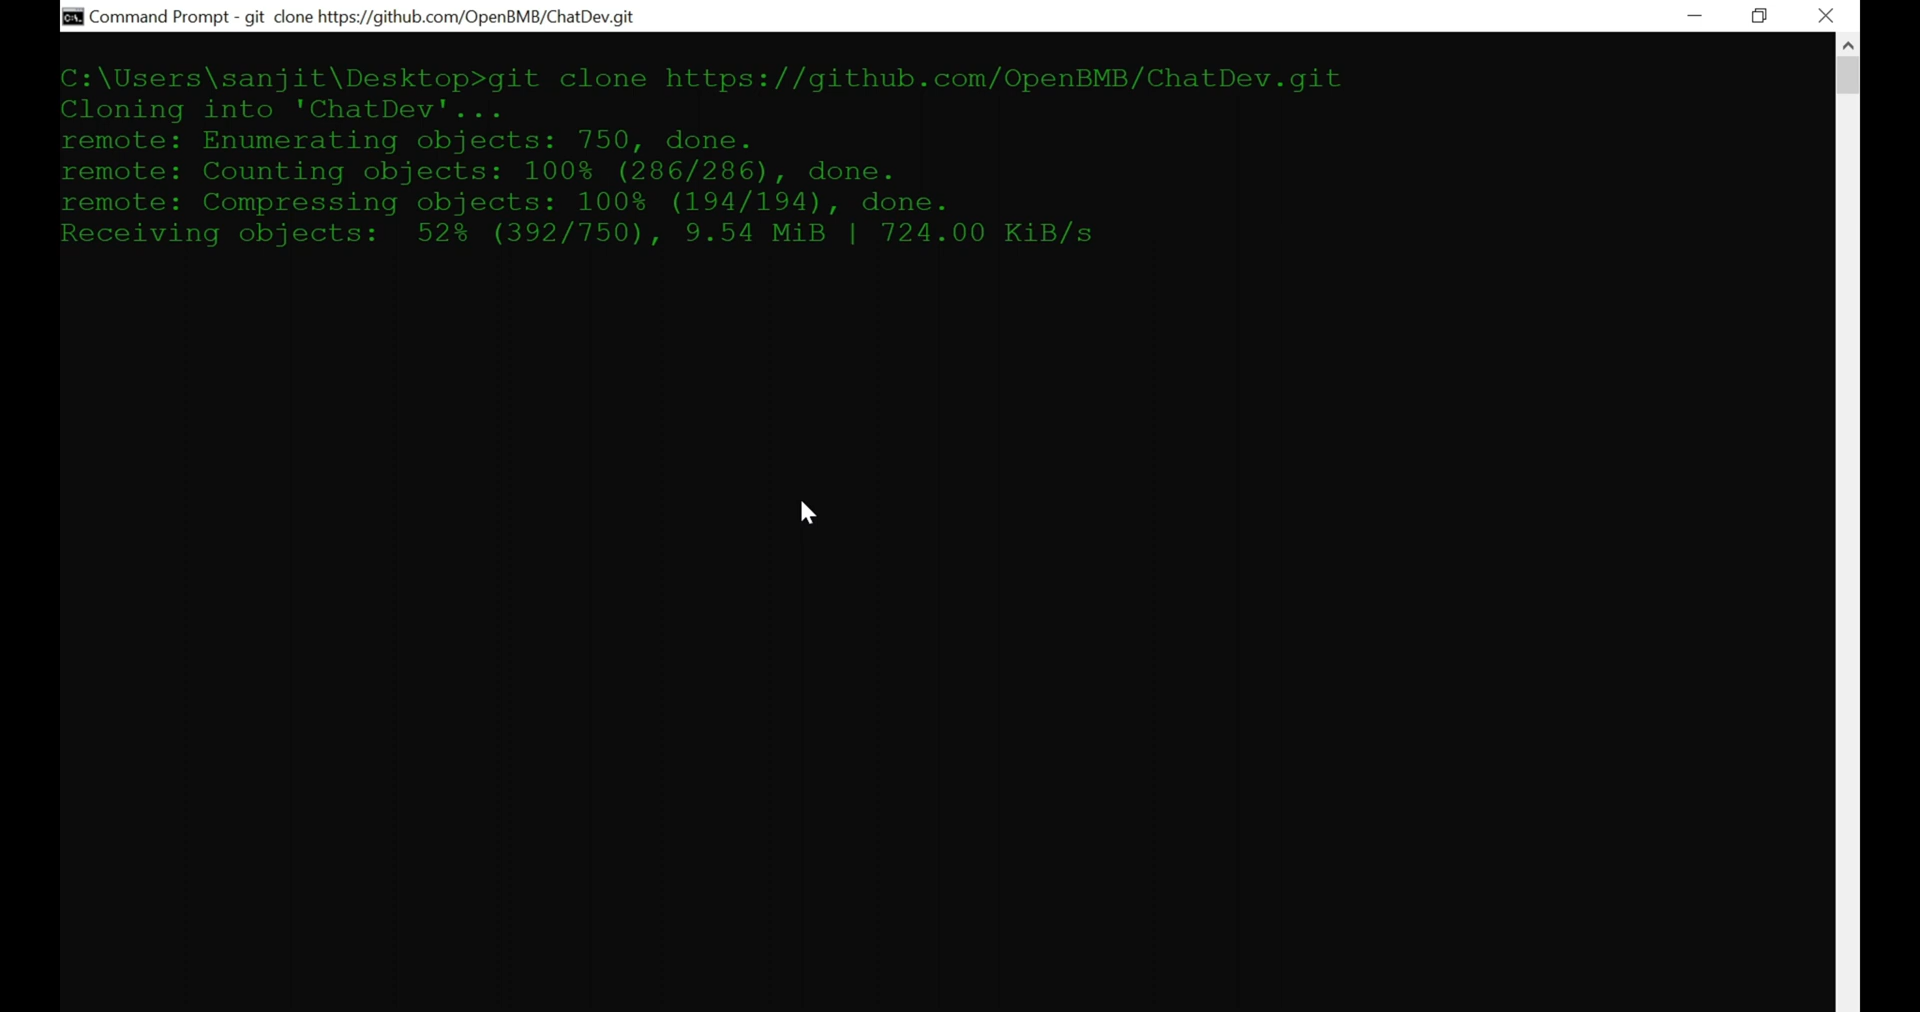 Command Prompt - git  clone https://github.com/OpenBMB/ChatDev.git
C:\Users\sanjit\Desktop>git clone https://github.com/OpenBMB/ChatDev.git
Cloning into 'ChatDev'...
remote: Enumerating objects: 750, done.
remote: Counting objects: 100% (286/286), done.
remote: Compressing objects: 100% (194/194), done.
Receiving objects:  52% (392/750), 9.54 MiB | 724.00 KiB/s